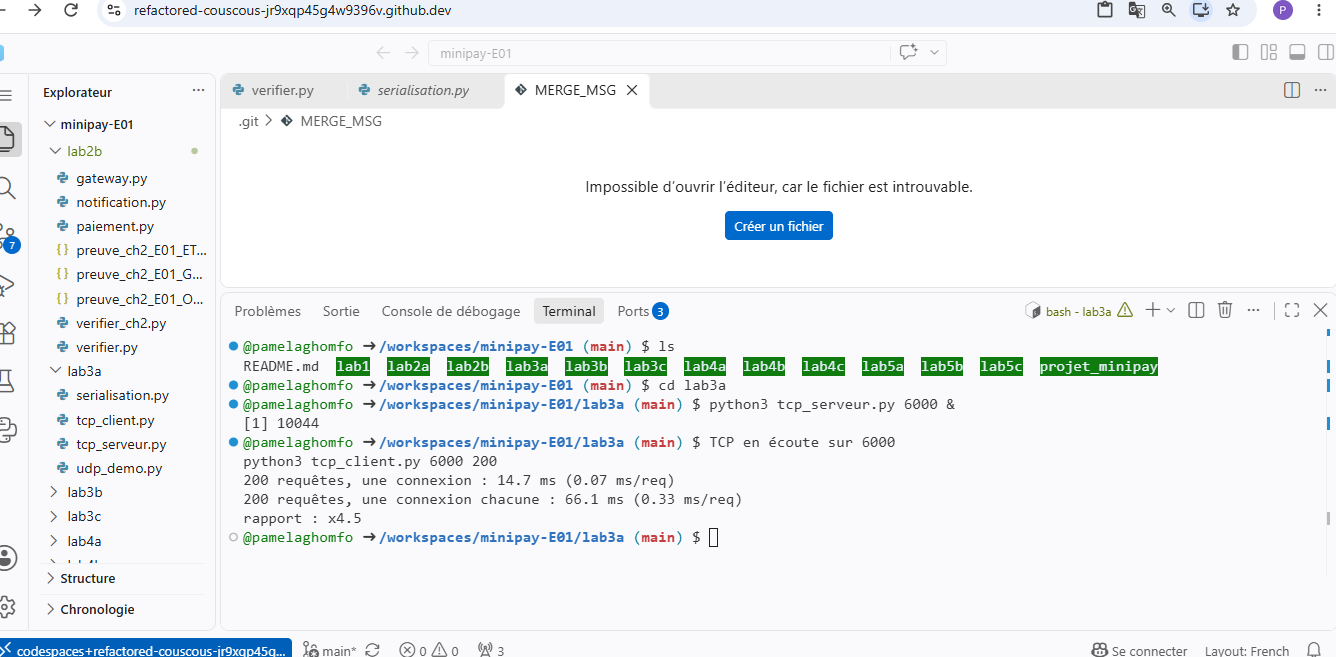 refactored-couscous-jr9xqp45g4w9396v.github.dev
P
minipay-E01
Explorateur
verifier.py
serialisation.py
MERGE_MSG
.git > MERGE_MSG
minipay-E01
lab2b
gateway.py
notification.py
paiement.py
preuve_ch2_E01_ET...
preuve_ch2_E01_G...
preuve_ch2_E01_O...
verifier_ch2.py
verifier.py
lab3a
serialisation.py
tcp_client.py
tcp_serveur.py
udp_demo.py
lab3b
lab3c
lab4a
Structure
Chronologie
7
Impossible d'ouvrir l'éditeur, car le fichier est introuvable.
Créer un fichier
Problèmes Sortie Console de débogage Terminal Ports 3
bash - lab3a
@pamelaghomfo ➜/workspaces/minipay-E01 (main) $ ls
README.md lab1 lab2a lab2b lab3a lab3b lab3c lab4a lab4b lab4c lab5a lab5b lab5c projet_minipay
@pamelaghomfo ➜/workspaces/minipay-E01 (main) $ cd lab3a
@pamelaghomfo ➜/workspaces/minipay-E01/lab3a (main) $ python3 tcp_serveur.py 6000 &
[1] 10044
@pamelaghomfo ➜/workspaces/minipay-E01/lab3a (main) $ TCP en écoute sur 6000
python3 tcp_client.py 6000 200
200 requêtes, une connexion : 14.7 ms (0.07 ms/req)
200 requêtes, une connexion chacune : 66.1 ms (0.33 ms/req)
rapport : x4.5
@pamelaghomfo ➜/workspaces/minipay-E01/lab3a (main) $
codespaces+refactored-couscous-jr9xqp45g... main* 0 0 3 Se connecter Layout: French